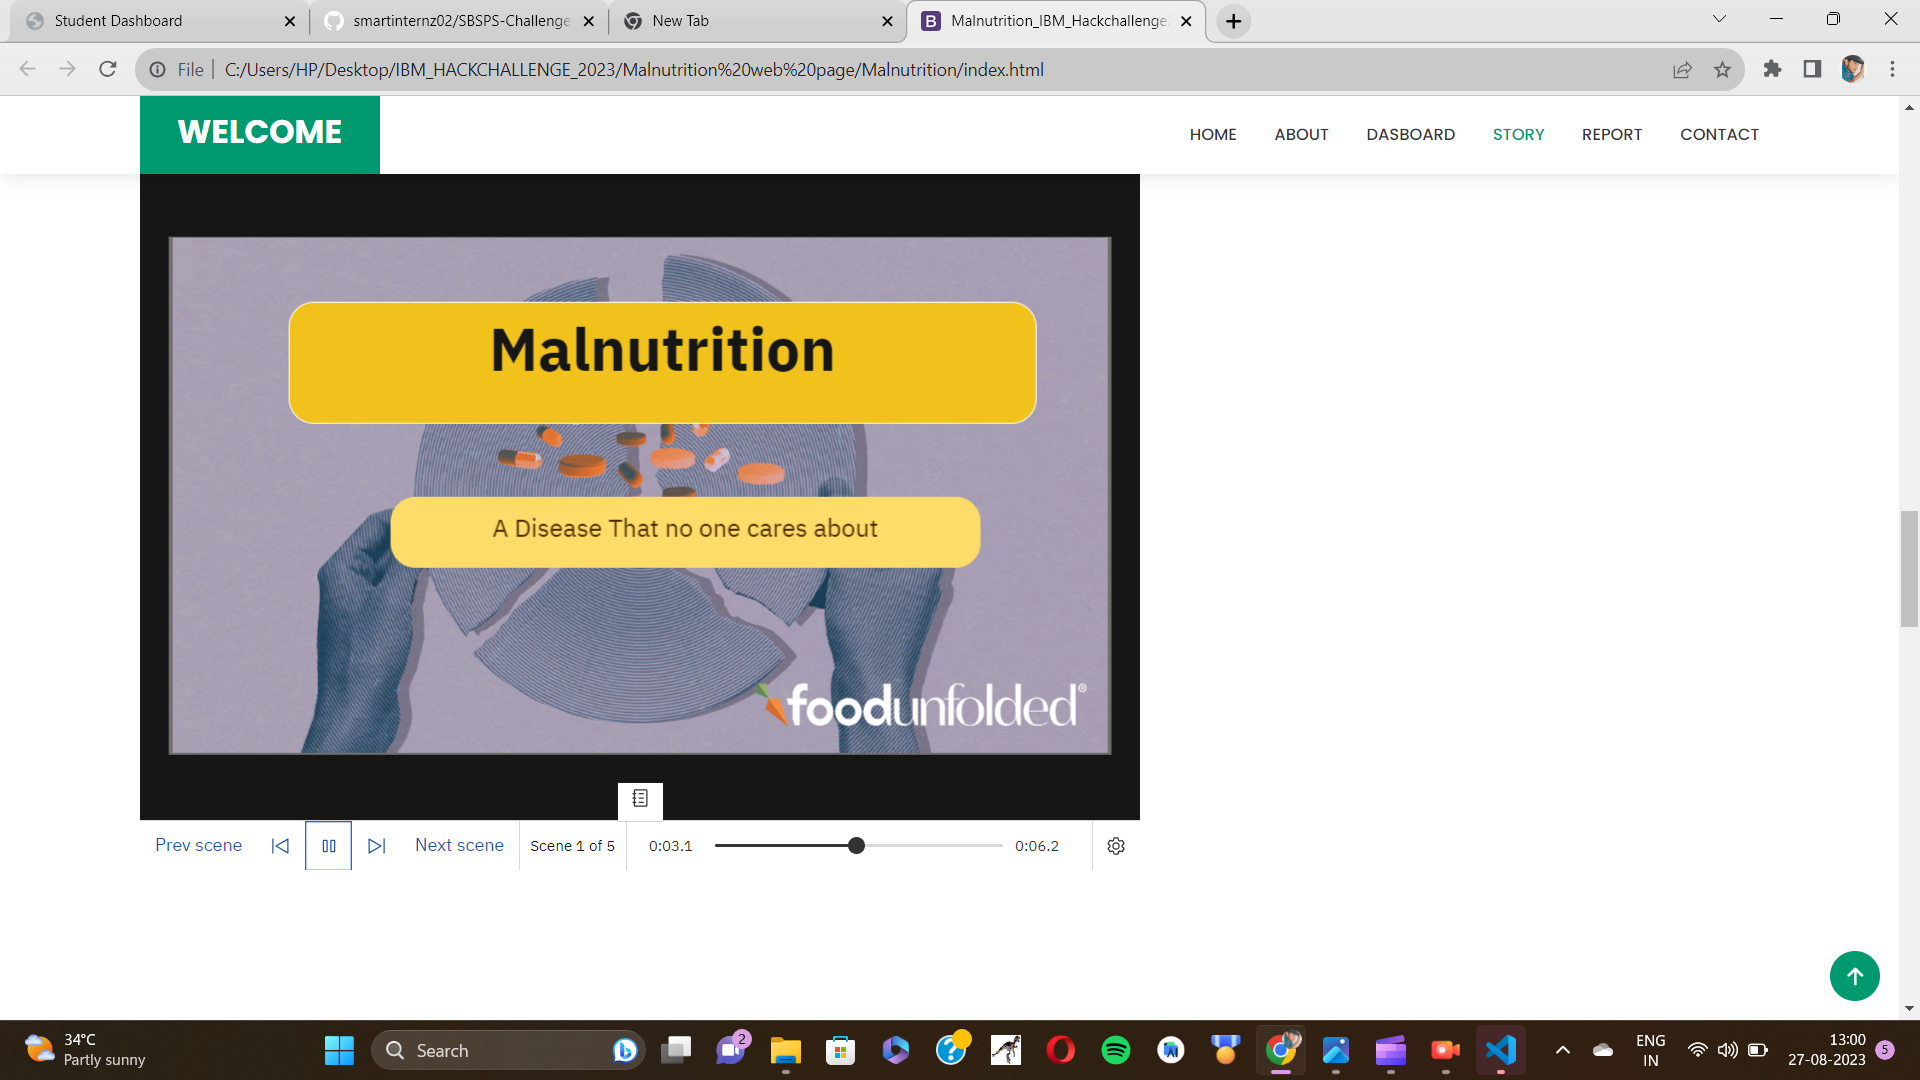 Student Dashboard
smartinternz02/SBSPS-Challenge
New Tab
Malnutrition_IBM_Hackchallenge
File
C:/Users/HP/Desktop/IBM_HACKCHALLENGE_2023/Malnutrition%20web%20page/Malnutrition/index.html
WELCOME
HOME
ABOUT
DASBOARD
STORY
REPORT
CONTACT
Malnutrition
A Disease That no one cares about
foodunfolded®
Prev scene
Next scene
Scene 1 of 5
0:03.1
0:06.2
34°C
Partly sunny
Search
2
ENG
IN
13:00
27-08-2023
5